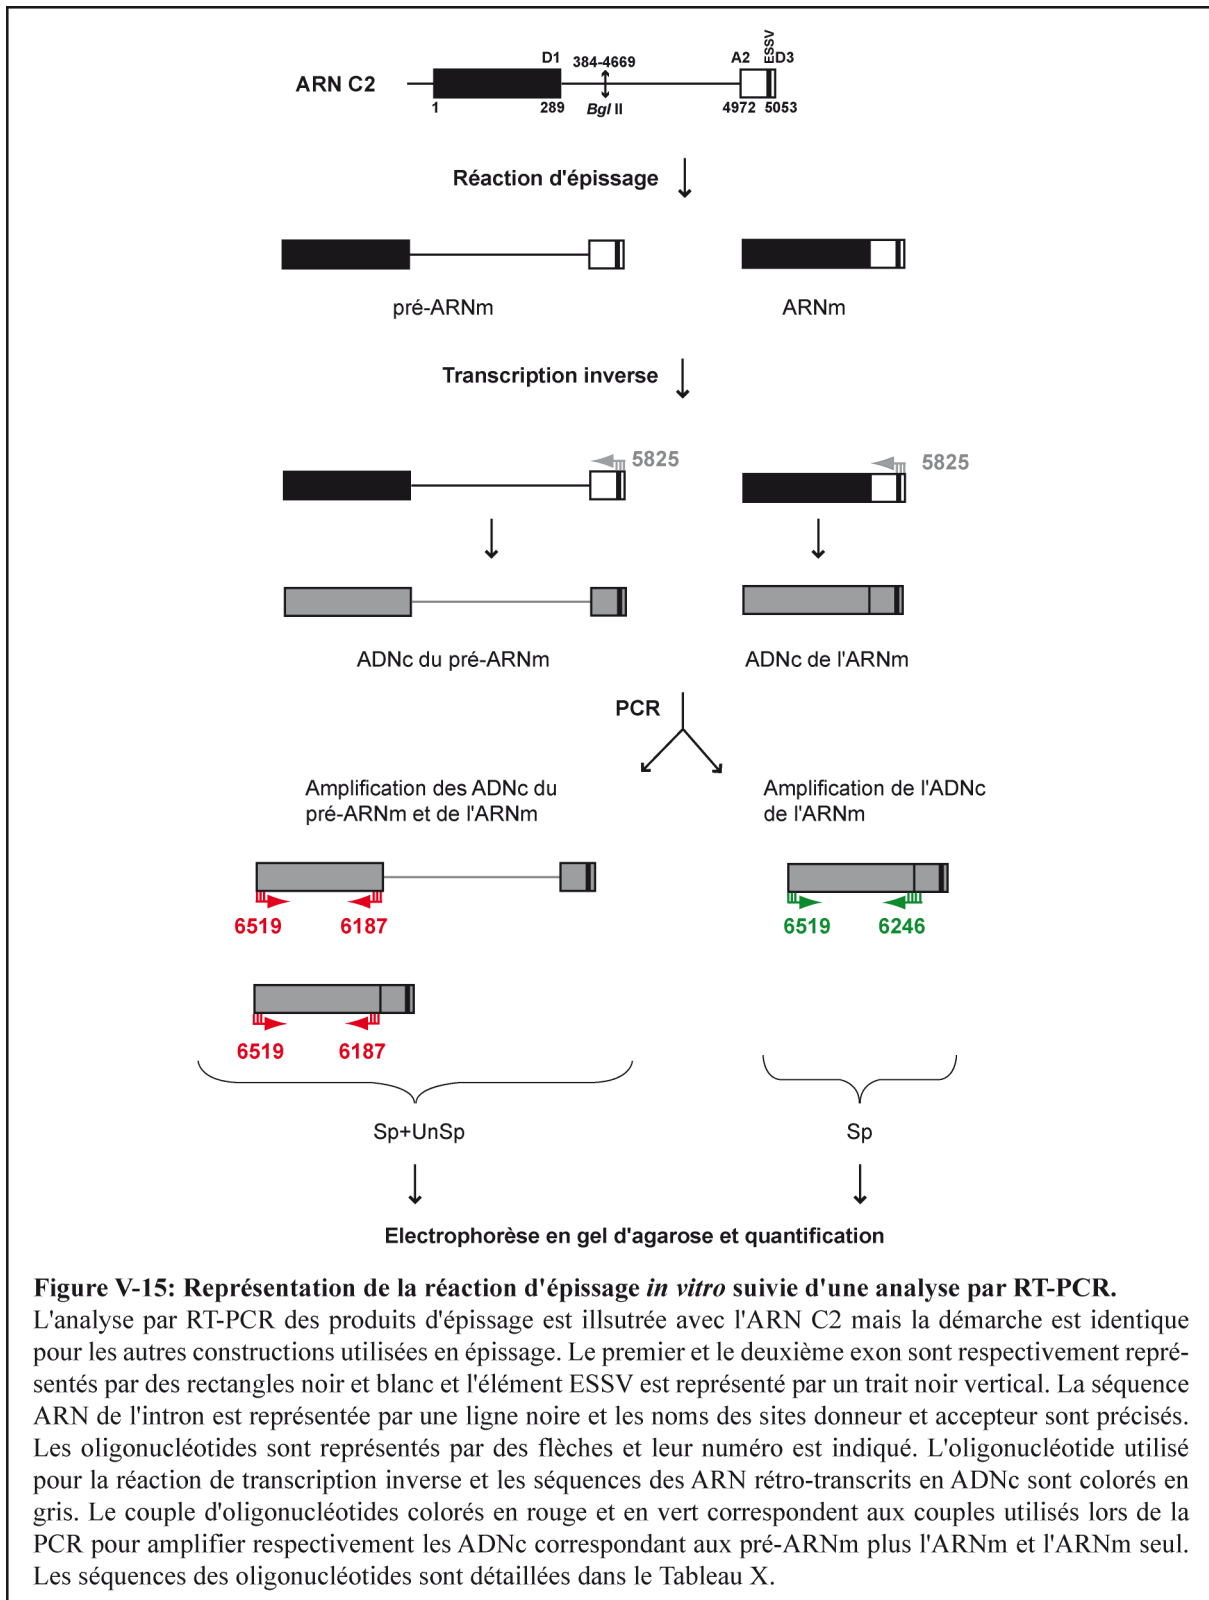 ARN C2
D1
384-4669
A2
ESSV
D3
1
289
Bgl II
4972
5053
Réaction d'épissage
pré-ARNm
ARNm
Transcription inverse
5825
5825
ADNc du pré-ARNm
ADNc de l'ARNm
PCR
Amplification des ADNc du
pré-ARNm et de l'ARNm
Amplification de l'ADNc
de l'ARNm
6519
6187
6519
6246
6519
6187
Sp+UnSp
Sp
Electrophorèse en gel d'agarose et quantification
Figure V-15: Représentation de la réaction d'épissage in vitro suivie d'une analyse par RT-PCR.
L'analyse par RT-PCR des produits d'épissage est illsutrée avec l'ARN C2 mais la démarche est identique
pour les autres constructions utilisées en épissage. Le premier et le deuxième exon sont respectivement repré-
sentés par des rectangles noir et blanc et l'élément ESSV est représenté par un trait noir vertical. La séquence
ARN de l'intron est représentée par une ligne noire et les noms des sites donneur et accepteur sont précisés.
Les oligonucléotides sont représentés par des flèches et leur numéro est indiqué. L'oligonucléotide utilisé
pour la réaction de transcription inverse et les séquences des ARN rétro-transcrits en ADNc sont colorés en
gris. Le couple d'oligonucléotides colorés en rouge et en vert correspondent aux couples utilisés lors de la
PCR pour amplifier respectivement les ADNc correspondant aux pré-ARNm plus l'ARNm et l'ARNm seul.
Les séquences des oligonucléotides sont détaillées dans le Tableau X.